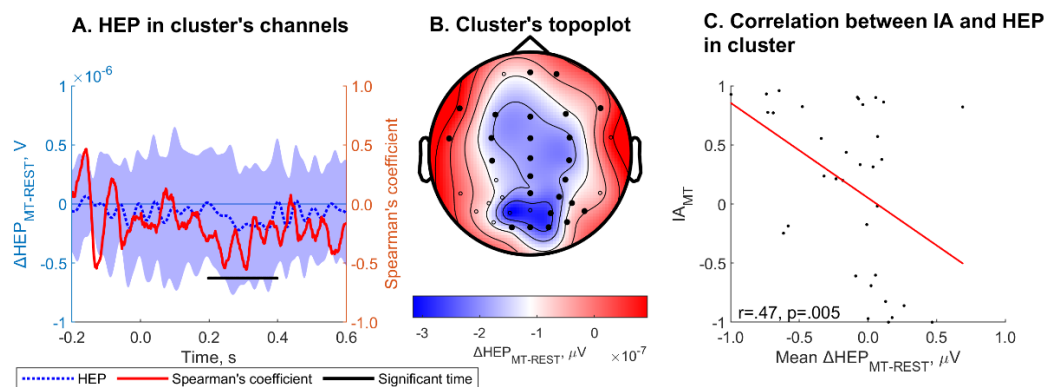 A. HEP in cluster's channels
×10⁻⁶
1
0.5
0
-0.5
-1
ΔHEP_MT-REST, V
1.0
0.5
0.0
-0.5
-1.0
Spearman's coefficient
-0.2 0.0 0.2 0.4 0.6
Time, s
HEP Spearman's coefficient Significant time
B. Cluster's topoplot
-3 -2 -1 0
×10⁻⁷
ΔHEP_MT-REST, μV
C. Correlation between IA and HEP
in cluster
1
0.5
0
-0.5
-1
IA_MT
r=.47, p=.005
-1.0 -0.5 0.0 0.5 1.0
Mean ΔHEP_MT-REST, μV